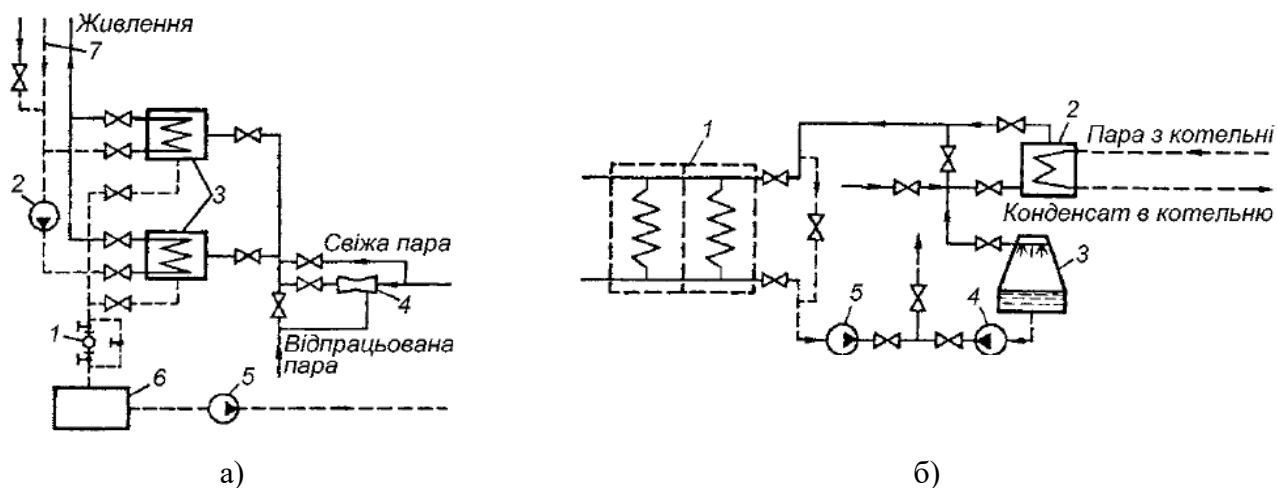 Живлення
7
2
3
Свіжа пара
4
1
Відпрацьована
пара
6
5
а)
1
2
Пара з котельні
Конденсат в котельню
3
5
4
б)